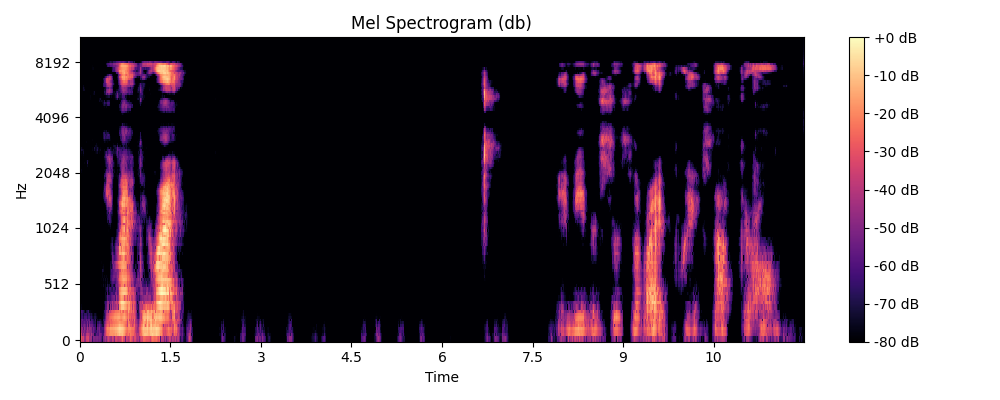 Mel Spectrogram (db)
8192
4096
2048
1024
512
0
Hz
0 1.5 3 4.5 6 7.5 9 10
Time
+0 dB
-10 dB
-20 dB
-30 dB
-40 dB
-50 dB
-60 dB
-70 dB
-80 dB